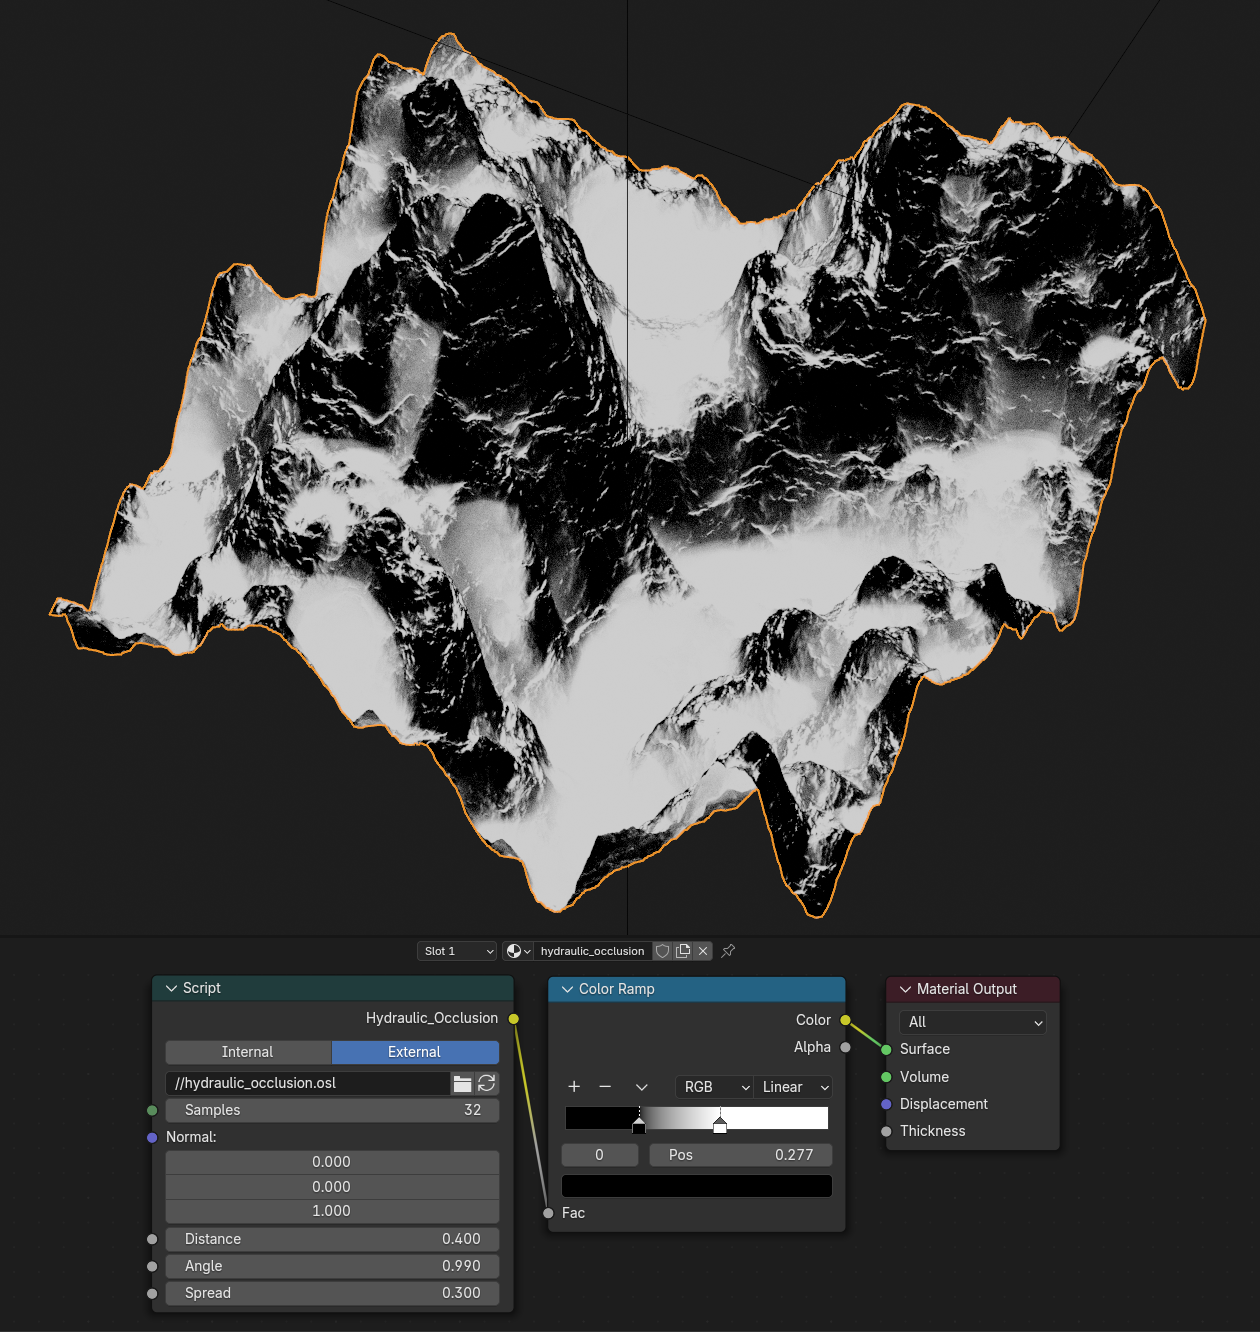 Slot 1 hydraulic_occlusion
Script
Hydraulic_Occlusion
Internal External
//hydraulic_occlusion.osl
Samples 32
Normal:
0.000
0.000
1.000
Distance 0.400
Angle 0.990
Spread 0.300
Color Ramp
Color
Alpha
RGB Linear
0 Pos 0.277
Fac
Material Output
All
Surface
Volume
Displacement
Thickness